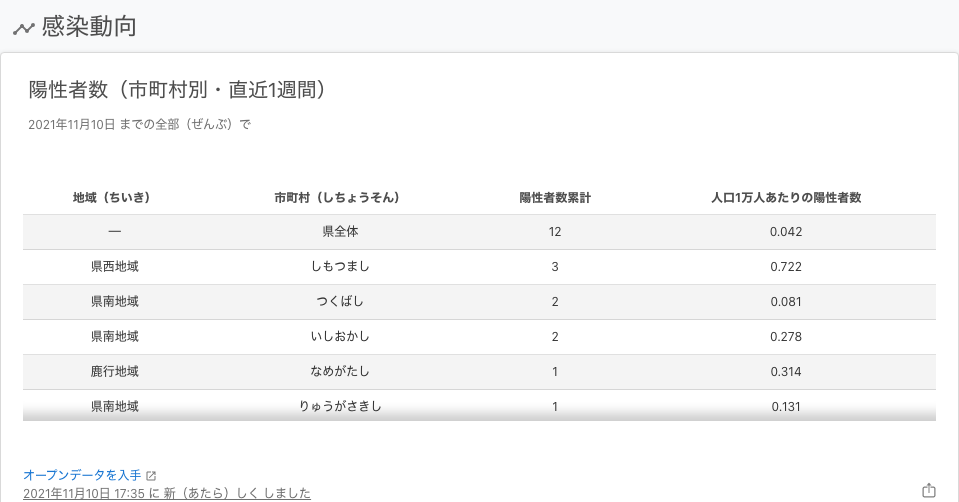 感染動向
陽性者数（市町村別・直近1週間）
2021年11月10日 までの全部（ぜんぶ）で
地域（ちいき） 市町村（しちょうそん） 陽性者数累計 人口1万人あたりの陽性者数
— 県全体 12 0.042
県西地域 しもつまし 3 0.722
県南地域 つくばし 2 0.081
県南地域 いしおかし 2 0.278
鹿行地域 なめがたし 1 0.314
県南地域 りゅうがさきし 1 0.131
オープンデータを入手
2021年11月10日 17:35 に 新（あたら）しく しました